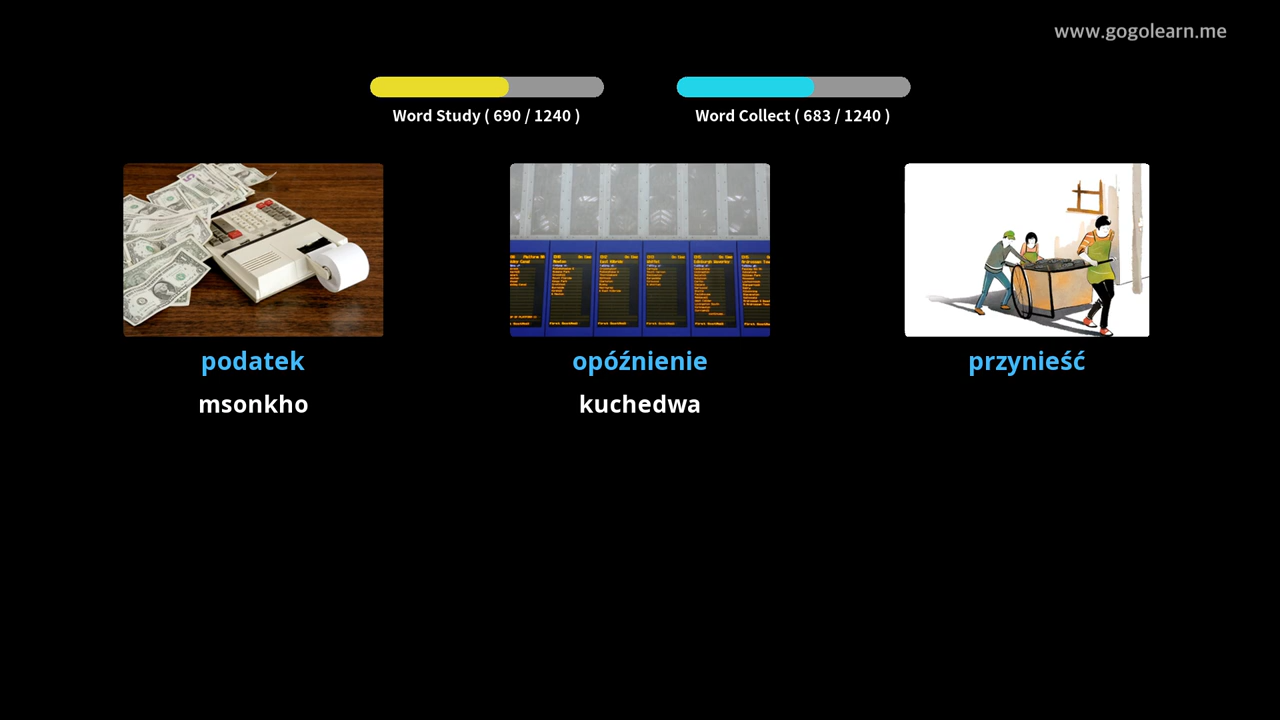 www.gogolearn.me
Word Study ( 690 / 1240 )
Word Collect ( 683 / 1240 )
podatek
opóźnienie
przynieść
msonkho
kuchedwa